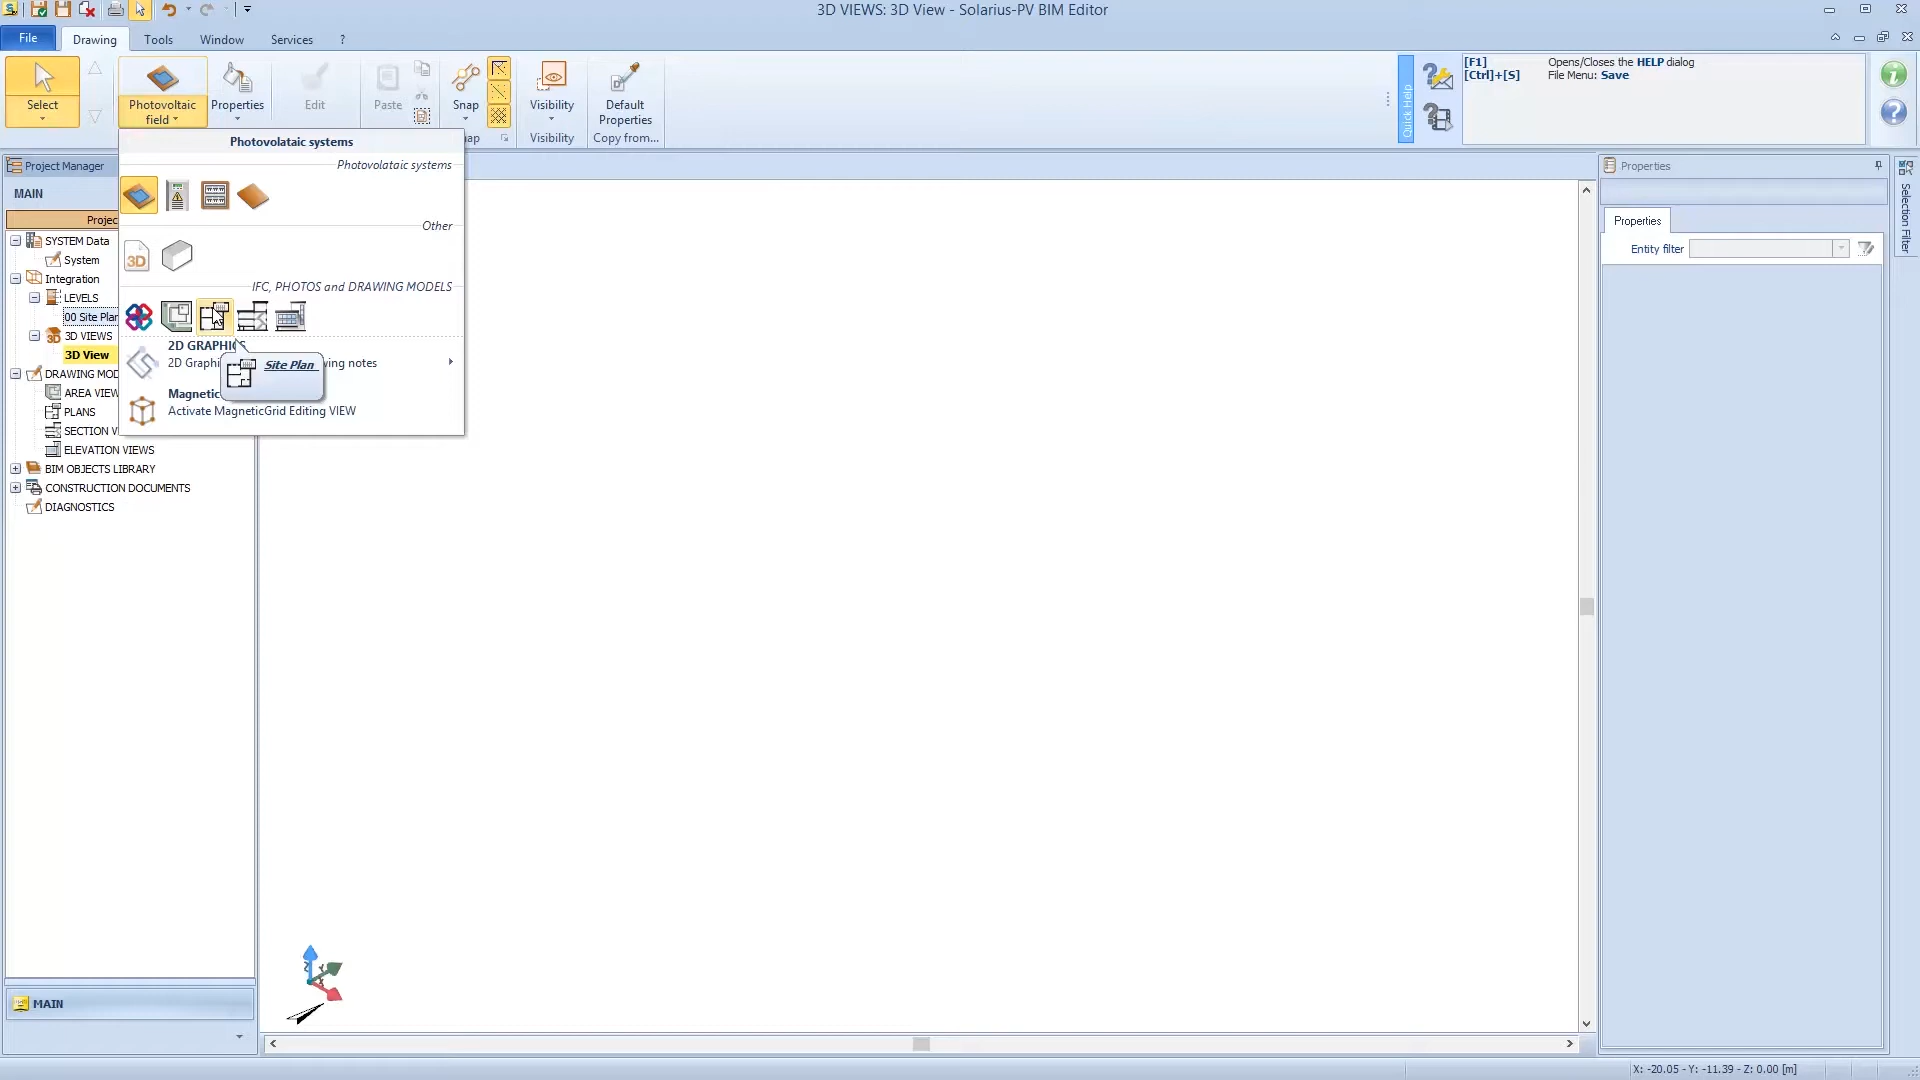 3D VIEWS: 3D View - Solarius-PV BIM Editor
File
Drawing
Tools
Window
Services
?
Select
Photovoltaic
field
Properties
Edit
Paste
Snap
Visibility
Default
Properties
Visibility
Copy from...
Quick Help
[F1] Opens/Closes the HELP dialog
[Ctrl]+[S] File Menu: Save
Photovolataic systems
Photovolataic systems
Other
3D
IFC, PHOTOS and DRAWING MODELS
2D GRAPHICS
2D Graphi
wing notes
Site Plan
Magnetic
Activate MagneticGrid Editing VIEW
Project Manager
MAIN
Projec
SYSTEM Data
System
Integration
LEVELS
00 Site Plan
3D VIEWS
3D View
DRAWING MOD
AREA VIEW
PLANS
SECTION V
ELEVATION VIEWS
BIM OBJECTS LIBRARY
CONSTRUCTION DOCUMENTS
DIAGNOSTICS
MAIN
Properties
Properties
Entity filter
Selection Filter
X: -20.05 - Y: -11.39 - Z: 0.00 [m]